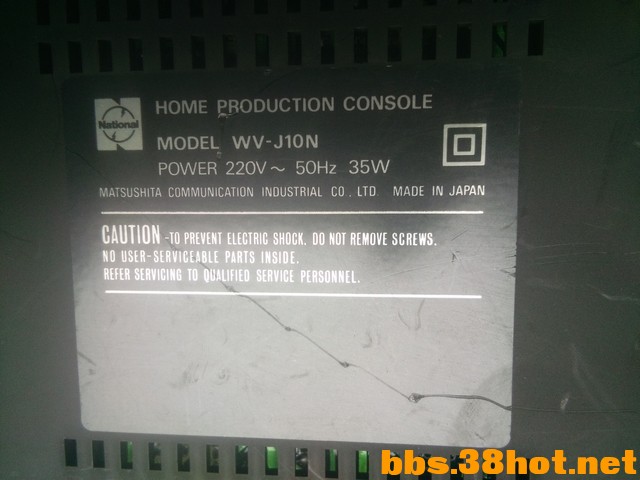 National
HOME PRODUCTION CONSOLE
MODEL WV-J10N
POWER 220V~ 50Hz 35W
MATSUSHITA COMMUNICATION INDUSTRIAL CO., LTD. MADE IN JAPAN
CAUTION -TO PREVENT ELECTRIC SHOCK, DO NOT REMOVE SCREWS.
NO USER-SERVICEABLE PARTS INSIDE.
REFER SERVICING TO QUALIFIED SERVICE PERSONNEL.
bbs.38hot.net